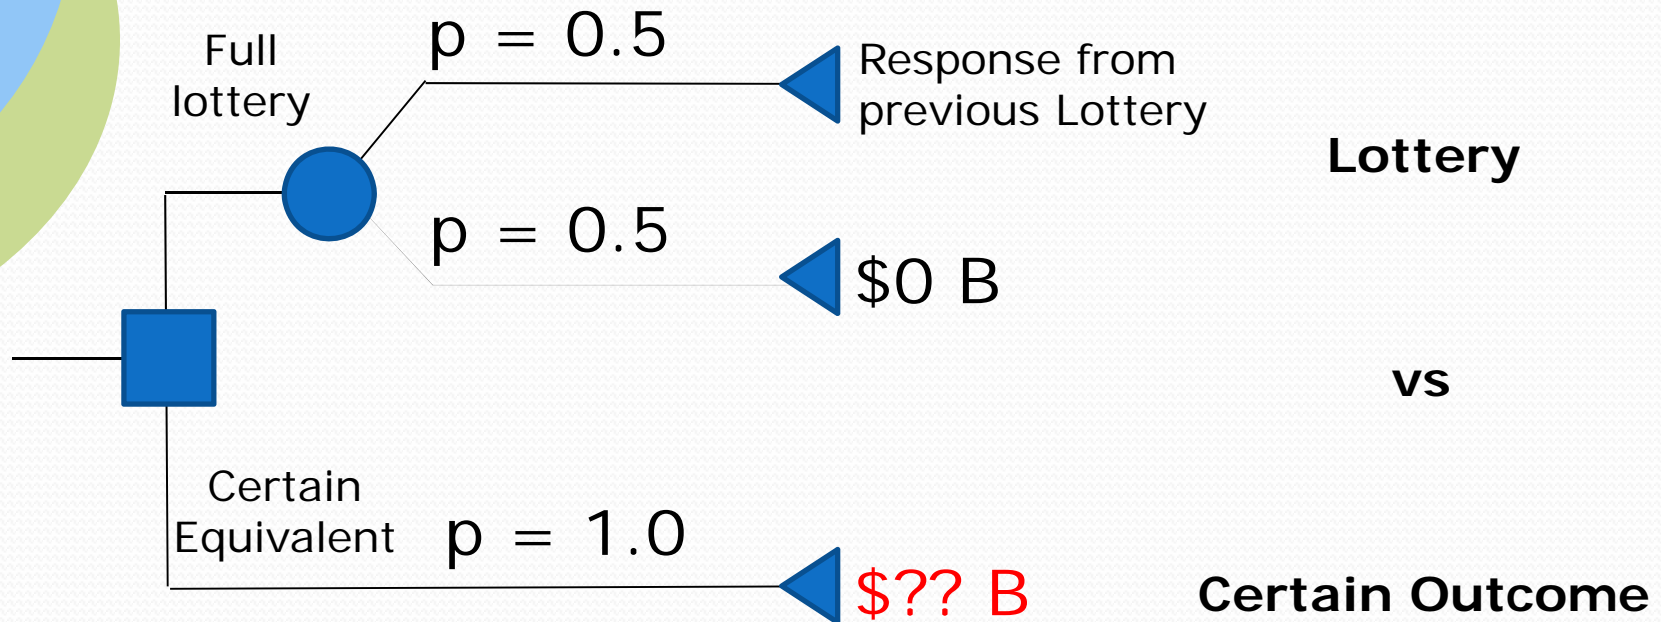 Full
lottery
p = 0.5
Response from
previous Lottery
Lottery
p = 0.5
$0 B
vs
Certain
Equivalent
p = 1.0
$?? B
Certain Outcome